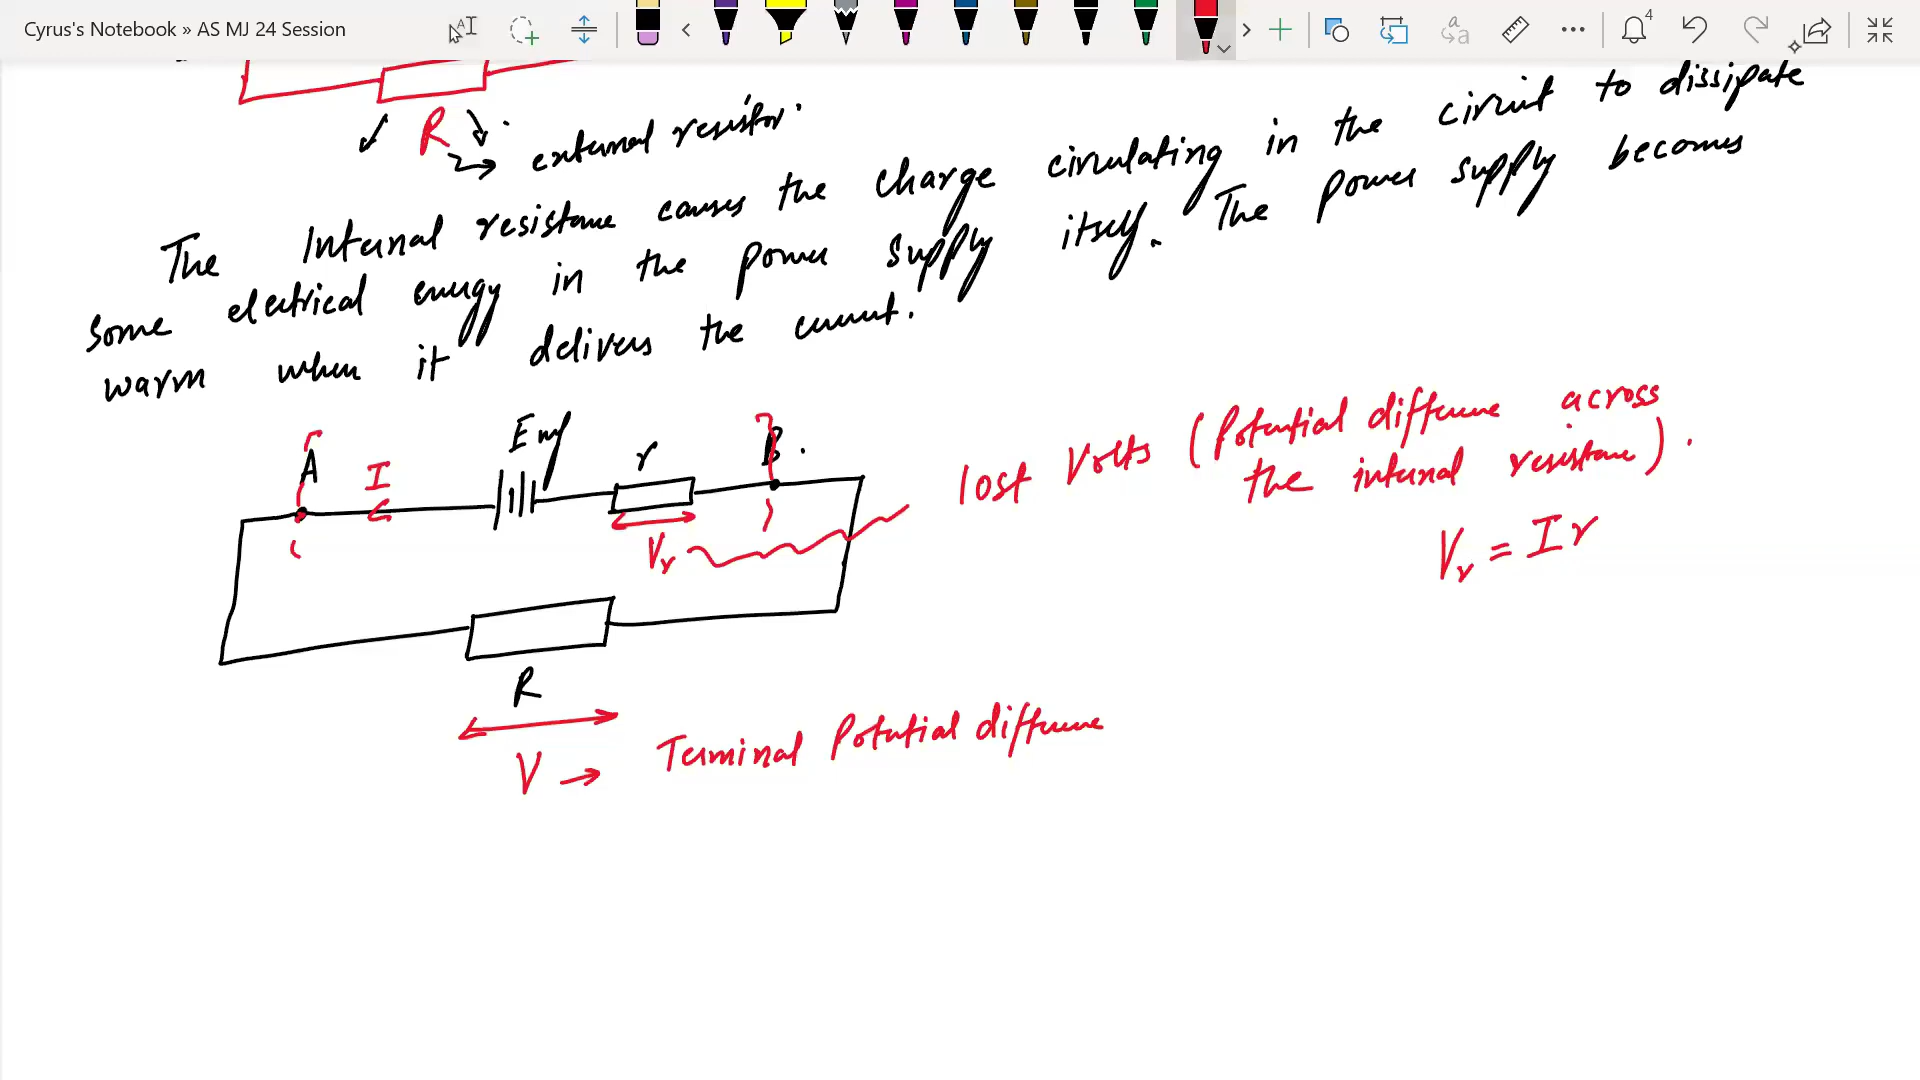 Cyrus's Notebook » AS MJ 24 Session
4
R → external resistor.
The Internal resistance causes the charge circulating in the circuit to dissipate
some electrical energy in the power supply itself. The power supply becomes
warm when it delivers the current.
A I Emf r B.
lost Volts (Potential difference across
the internal resistance).
Vr
Vr = Ir
R
V → Terminal Potential difference